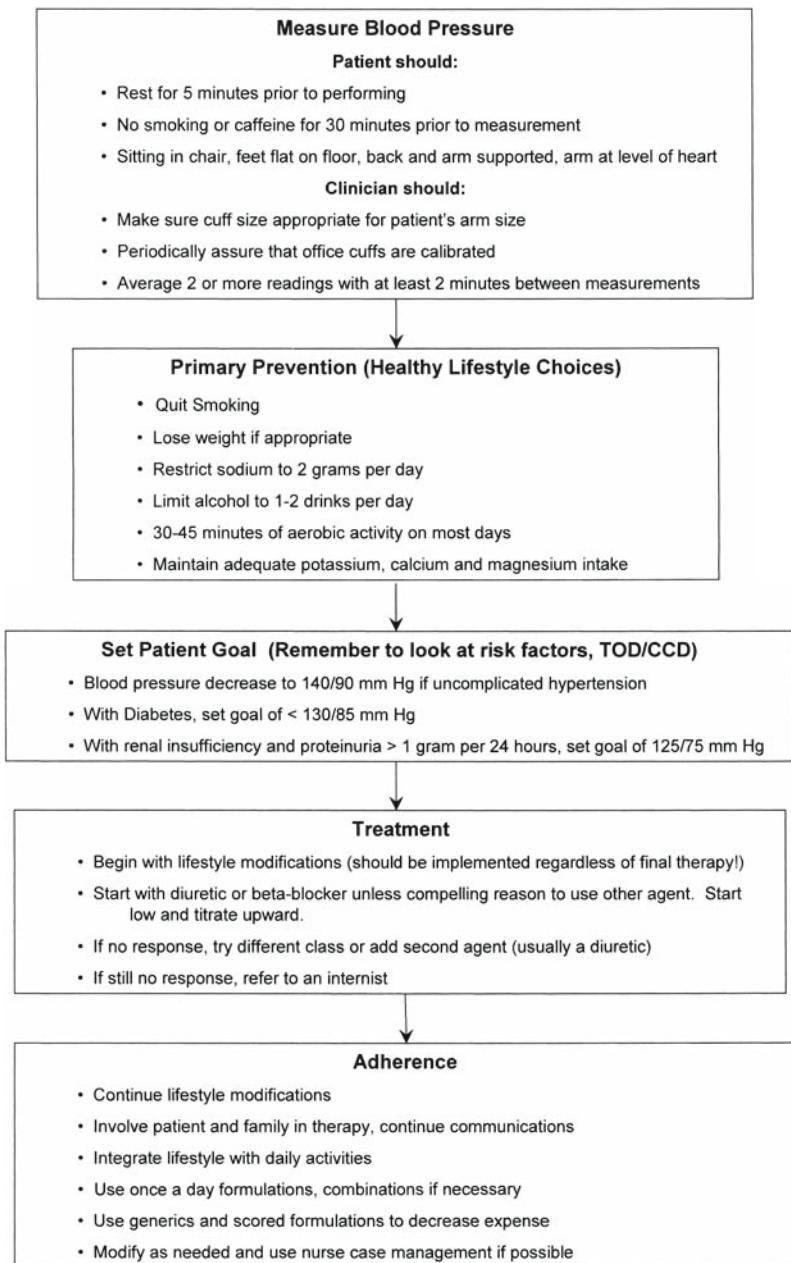 Measure Blood Pressure
Patient should:
• Rest for 5 minutes prior to performing
• No smoking or caffeine for 30 minutes prior to measurement
• Sitting in chair, feet flat on floor, back and arm supported, arm at level of heart
Clinician should:
• Make sure cuff size appropriate for patient's arm size
• Periodically assure that office cuffs are calibrated
• Average 2 or more readings with at least 2 minutes between measurements
Primary Prevention (Healthy Lifestyle Choices)
• Quit Smoking
• Lose weight if appropriate
• Restrict sodium to 2 grams per day
• Limit alcohol to 1-2 drinks per day
• 30-45 minutes of aerobic activity on most days
• Maintain adequate potassium, calcium and magnesium intake
Set Patient Goal (Remember to look at risk factors, TOD/CCD)
• Blood pressure decrease to 140/90 mm Hg if uncomplicated hypertension
• With Diabetes, set goal of < 130/85 mm Hg
• With renal insufficiency and proteinuria > 1 gram per 24 hours, set goal of 125/75 mm Hg
Treatment
• Begin with lifestyle modifications (should be implemented regardless of final therapy!)
• Start with diuretic or beta-blocker unless compelling reason to use other agent. Start
low and titrate upward.
• If no response, try different class or add second agent (usually a diuretic)
• If still no response, refer to an internist
Adherence
• Continue lifestyle modifications
• Involve patient and family in therapy, continue communications
• Integrate lifestyle with daily activities
• Use once a day formulations, combinations if necessary
• Use generics and scored formulations to decrease expense
• Modify as needed and use nurse case management if possible